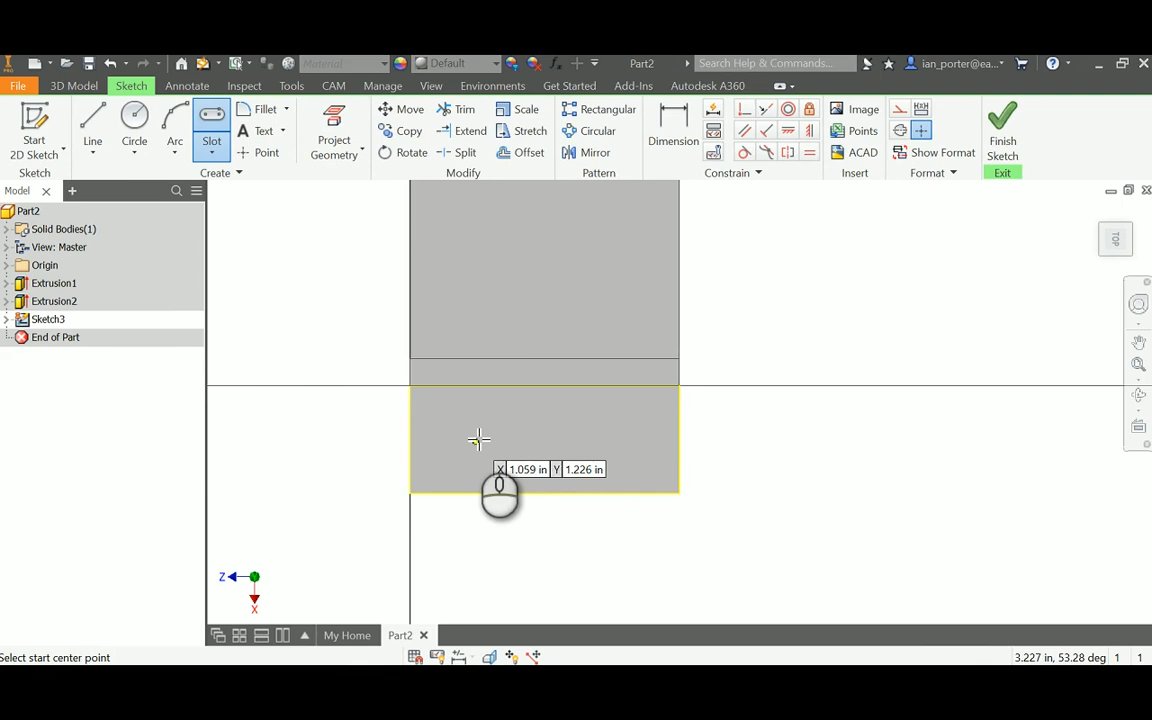 PRO
Material
Default
Part2
Search Help & Commands...
ian_porter@ea...
File 3D Model Sketch Annotate Inspect Tools CAM Manage View Environments Get Started Add-Ins Autodesk A360
Start
2D Sketch
Line
Circle
Arc
Slot
Fillet
Text
Point
Project
Geometry
Move
Copy
Rotate
Trim
Extend
Split
Scale
Stretch
Offset
Rectangular
Circular
Mirror
Dimension
Image
Points
ACAD
Show Format
Finish
Sketch
Sketch
Create
Modify
Pattern
Constrain
Insert
Format
Exit
Model
Part2
Solid Bodies(1)
View: Master
Origin
Extrusion1
Extrusion2
Sketch3
End of Part
TOP
X 1.059 in Y 1.226 in
Z
X
My Home
Part2
Select start center point
3.227 in, 53.28 deg 1 1